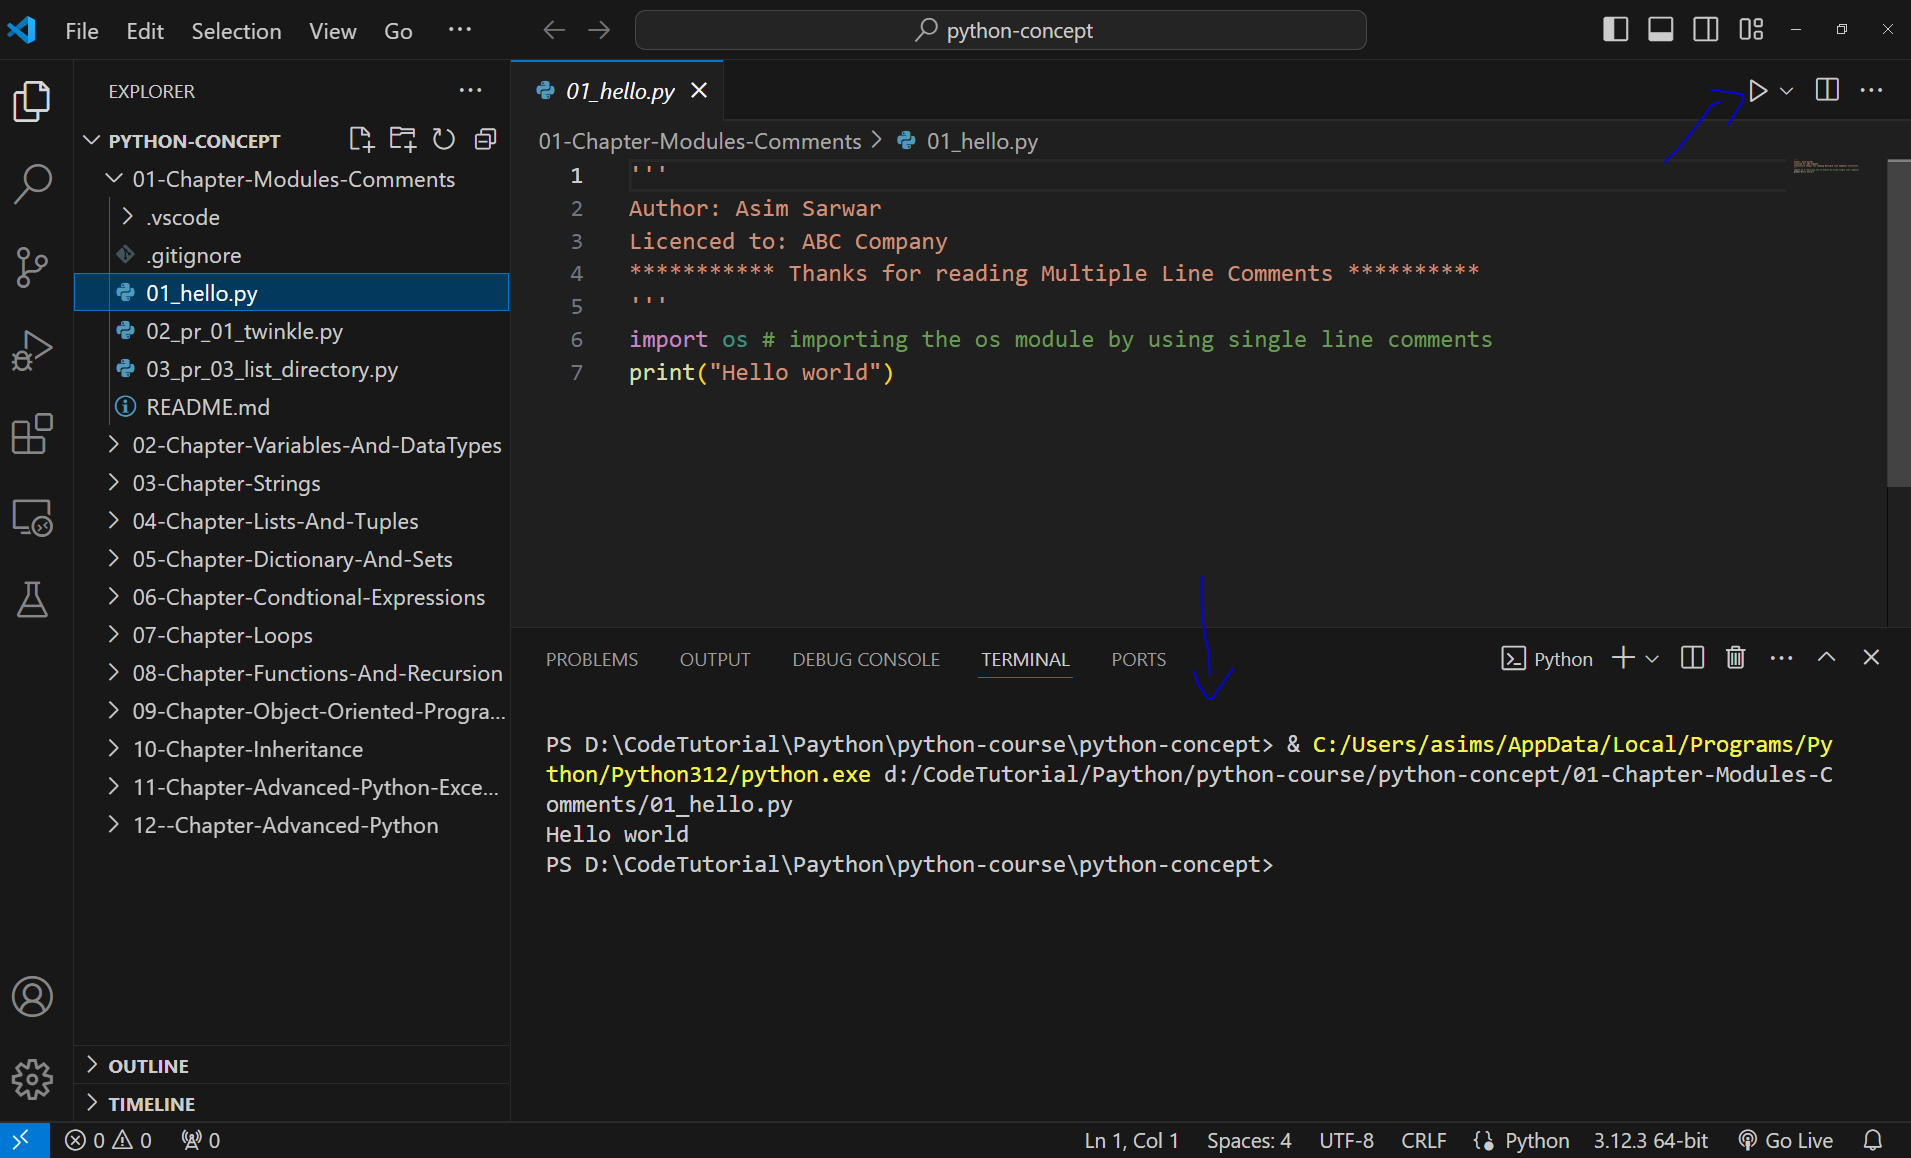 File Edit Selection View Go ···
python-concept
EXPLORER ···
PYTHON-CONCEPT
01-Chapter-Modules-Comments
.vscode
.gitignore
01_hello.py
02_pr_01_twinkle.py
03_pr_03_list_directory.py
README.md
02-Chapter-Variables-And-DataTypes
03-Chapter-Strings
04-Chapter-Lists-And-Tuples
05-Chapter-Dictionary-And-Sets
06-Chapter-Condtional-Expressions
07-Chapter-Loops
08-Chapter-Functions-And-Recursion
09-Chapter-Object-Oriented-Progra...
10-Chapter-Inheritance
11-Chapter-Advanced-Python-Exce...
12--Chapter-Advanced-Python
OUTLINE
TIMELINE
01_hello.py
01-Chapter-Modules-Comments > 01_hello.py
1 '''
2 Author: Asim Sarwar
3 Licenced to: ABC Company
4 *********** Thanks for reading Multiple Line Comments **********
5 '''
6 import os # importing the os module by using single line comments
7 print("Hello world")
PROBLEMS OUTPUT DEBUG CONSOLE TERMINAL PORTS
Python
PS D:\CodeTutorial\Paython\python-course\python-concept> & C:/Users/asims/AppData/Local/Programs/Py
thon/Python312/python.exe d:/CodeTutorial/Paython/python-course/python-concept/01-Chapter-Modules-C
omments/01_hello.py
Hello world
PS D:\CodeTutorial\Paython\python-course\python-concept>
0 0 0
Ln 1, Col 1 Spaces: 4 UTF-8 CRLF Python 3.12.3 64-bit Go Live